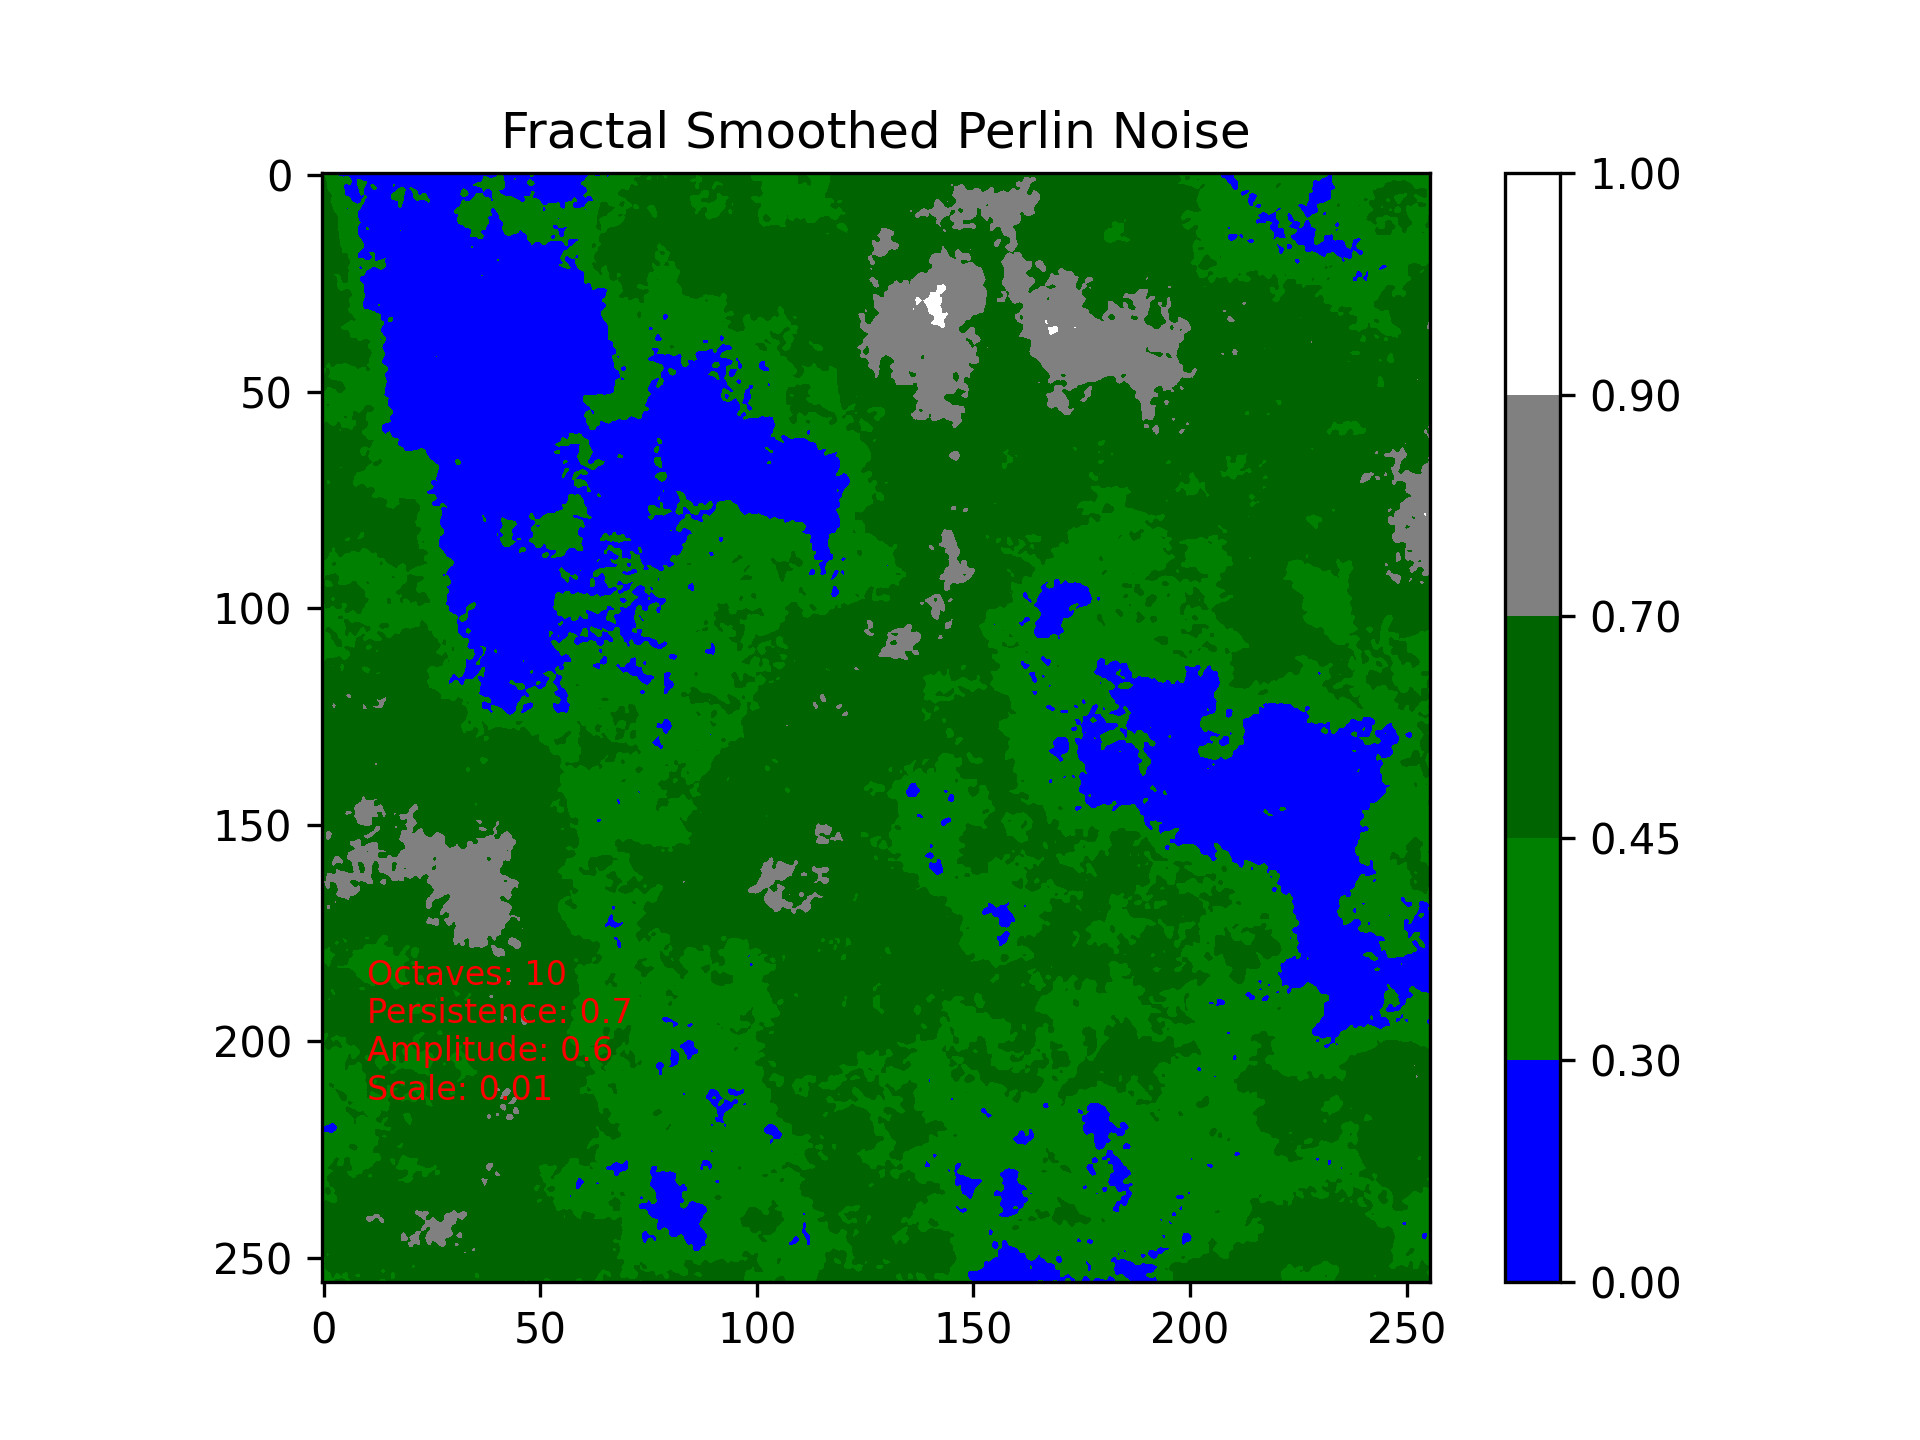 Fractal Smoothed Perlin Noise
0
50
100
150
200
250
Octaves: 10
Persistence: 0.7
Amplitude: 0.6
Scale: 0.01
0 50 100 150 200 250
1.00
0.90
0.70
0.45
0.30
0.00